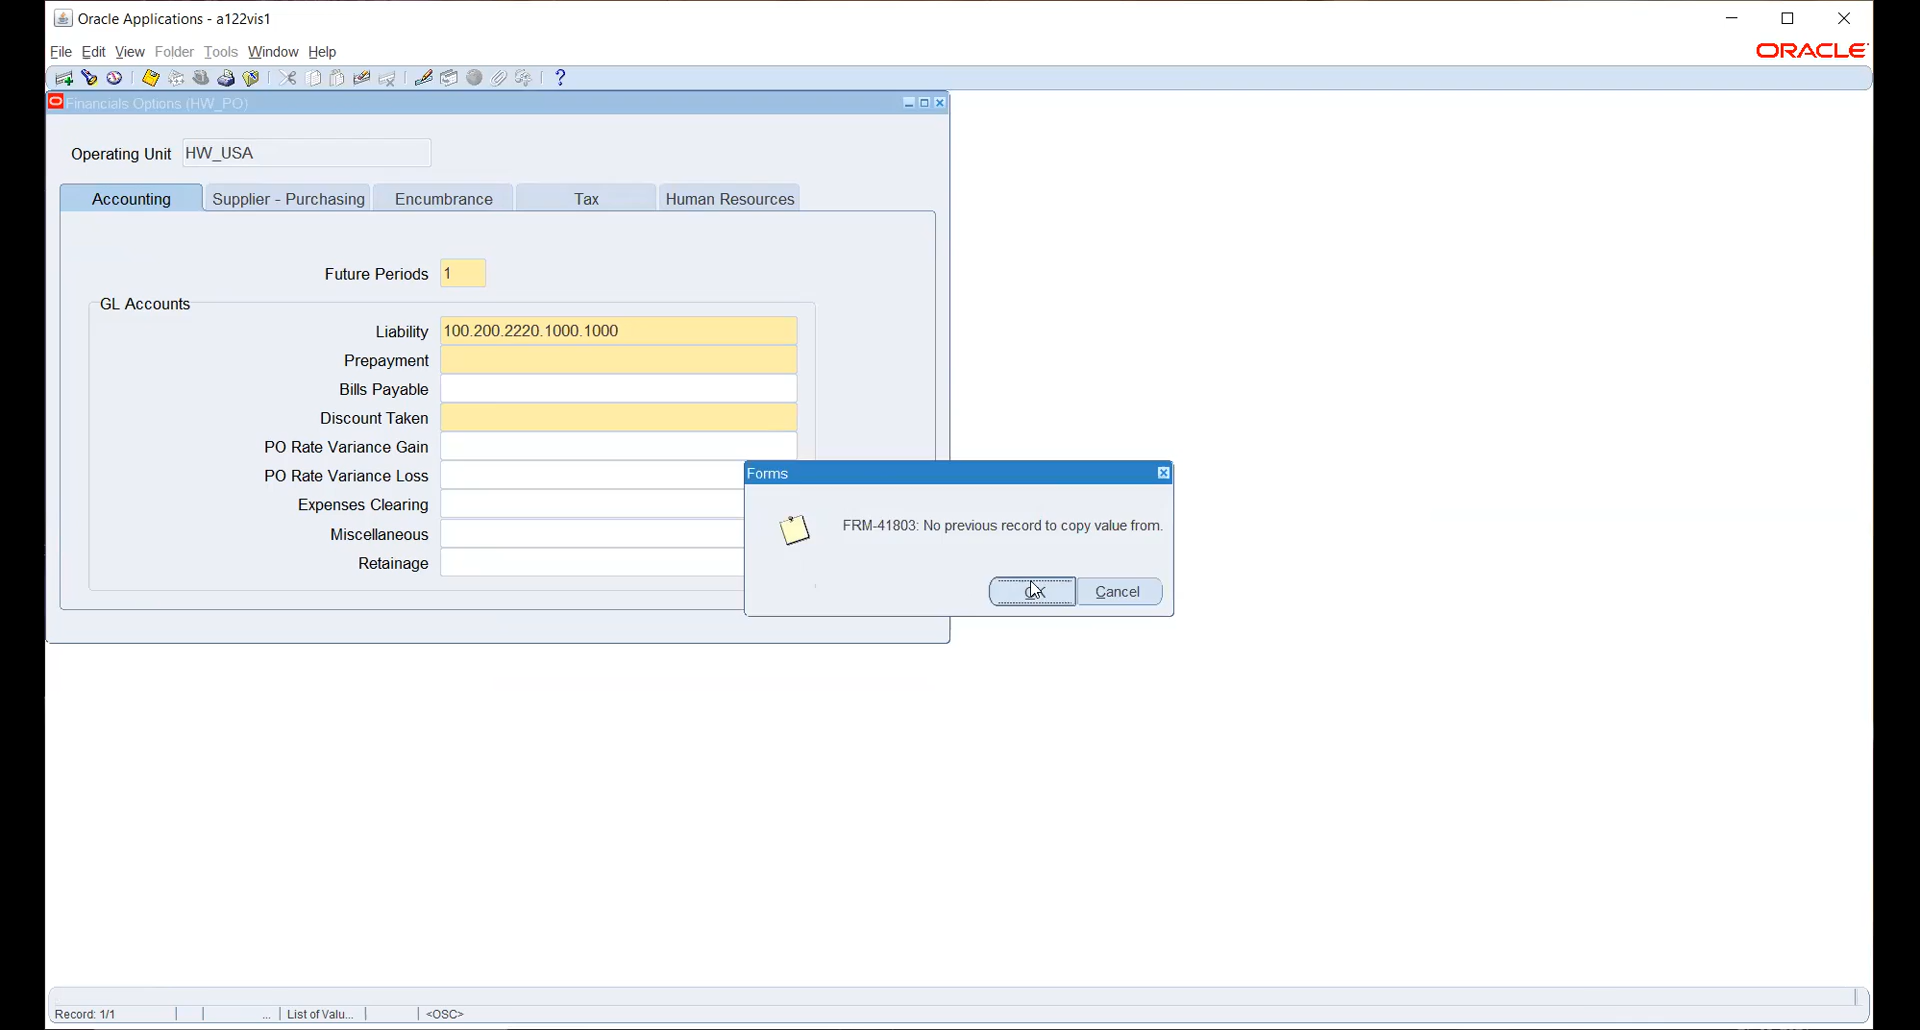 Oracle Applications - a122vis1
File Edit View Folder Tools Window Help
ORACLE
Financials Options (HW_PO)
Operating Unit HW_USA
Accounting Supplier - Purchasing Encumbrance Tax Human Resources
Future Periods 1
GL Accounts
Liability 100.200.2220.1000.1000
Prepayment
Bills Payable
Discount Taken
PO Rate Variance Gain
PO Rate Variance Loss
Expenses Clearing
Miscellaneous
Retainage
Forms
FRM-41803: No previous record to copy value from.
OK Cancel
Record: 1/1 ... List of Valu... <OSC>